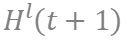 H^l(t + 1)